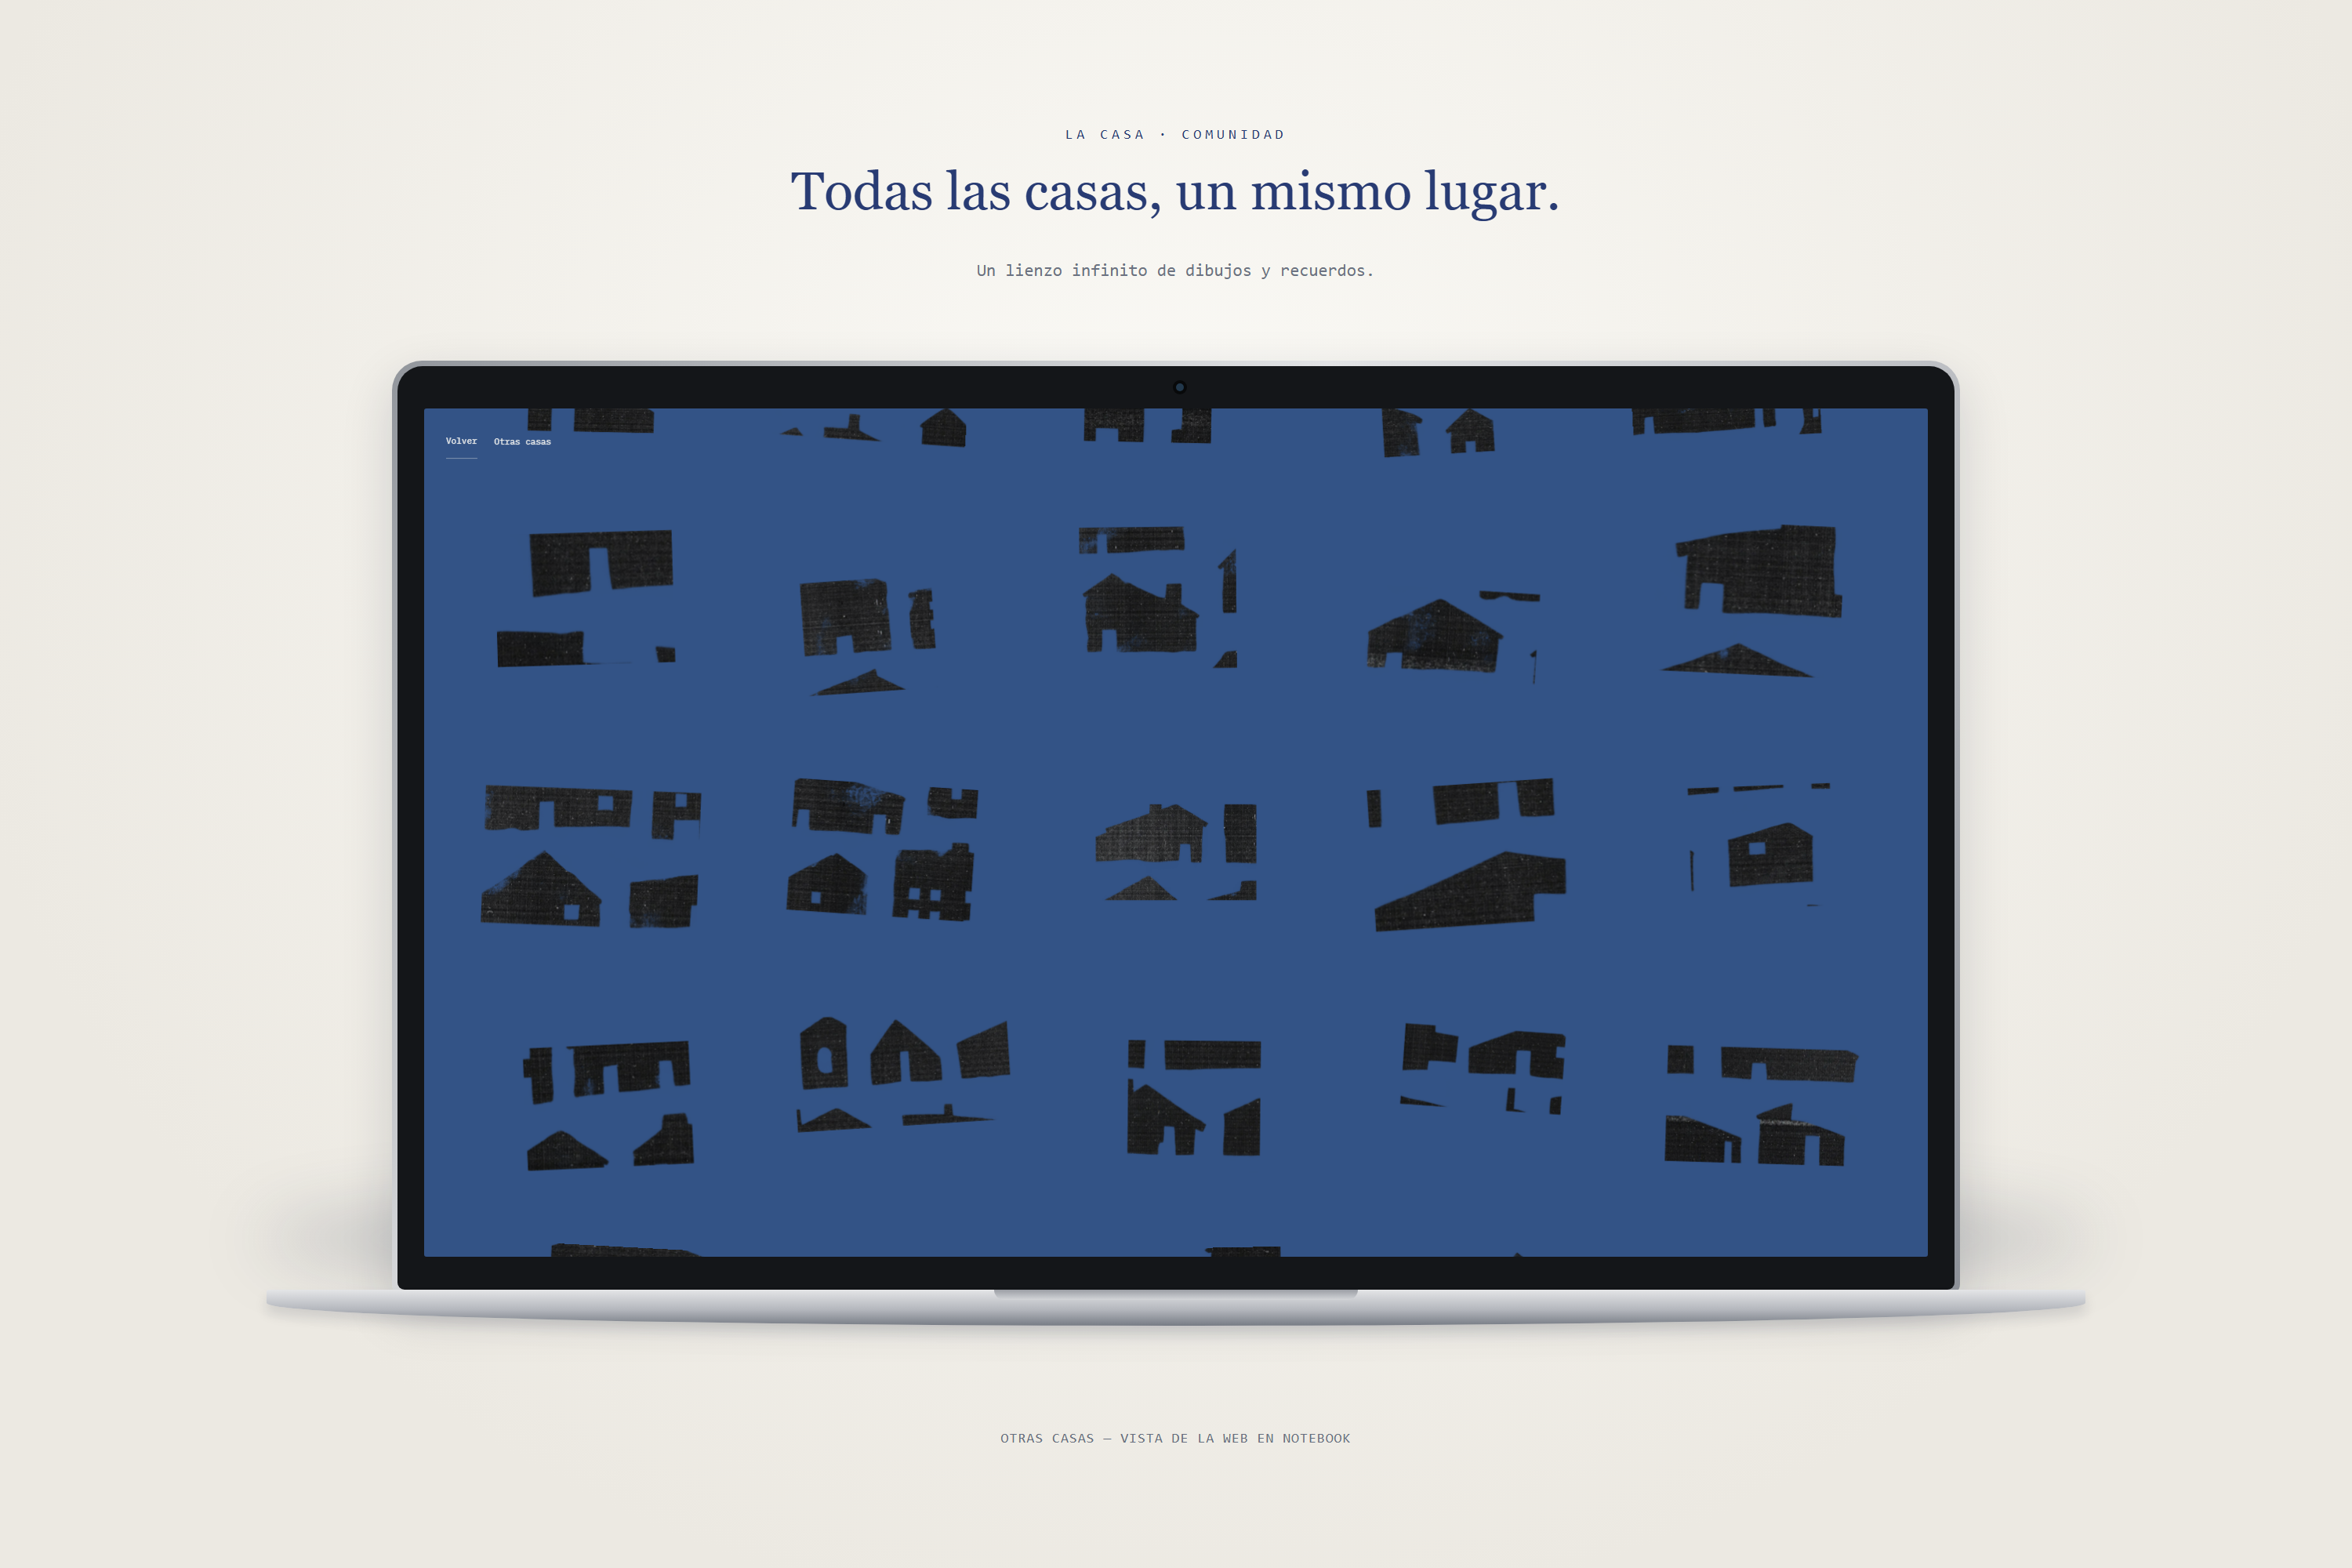 LA CASA · COMUNIDAD
Todas las casas, un mismo lugar.
Un lienzo infinito de dibujos y recuerdos.
Volver Otras casas
OTRAS CASAS — VISTA DE LA WEB EN NOTEBOOK